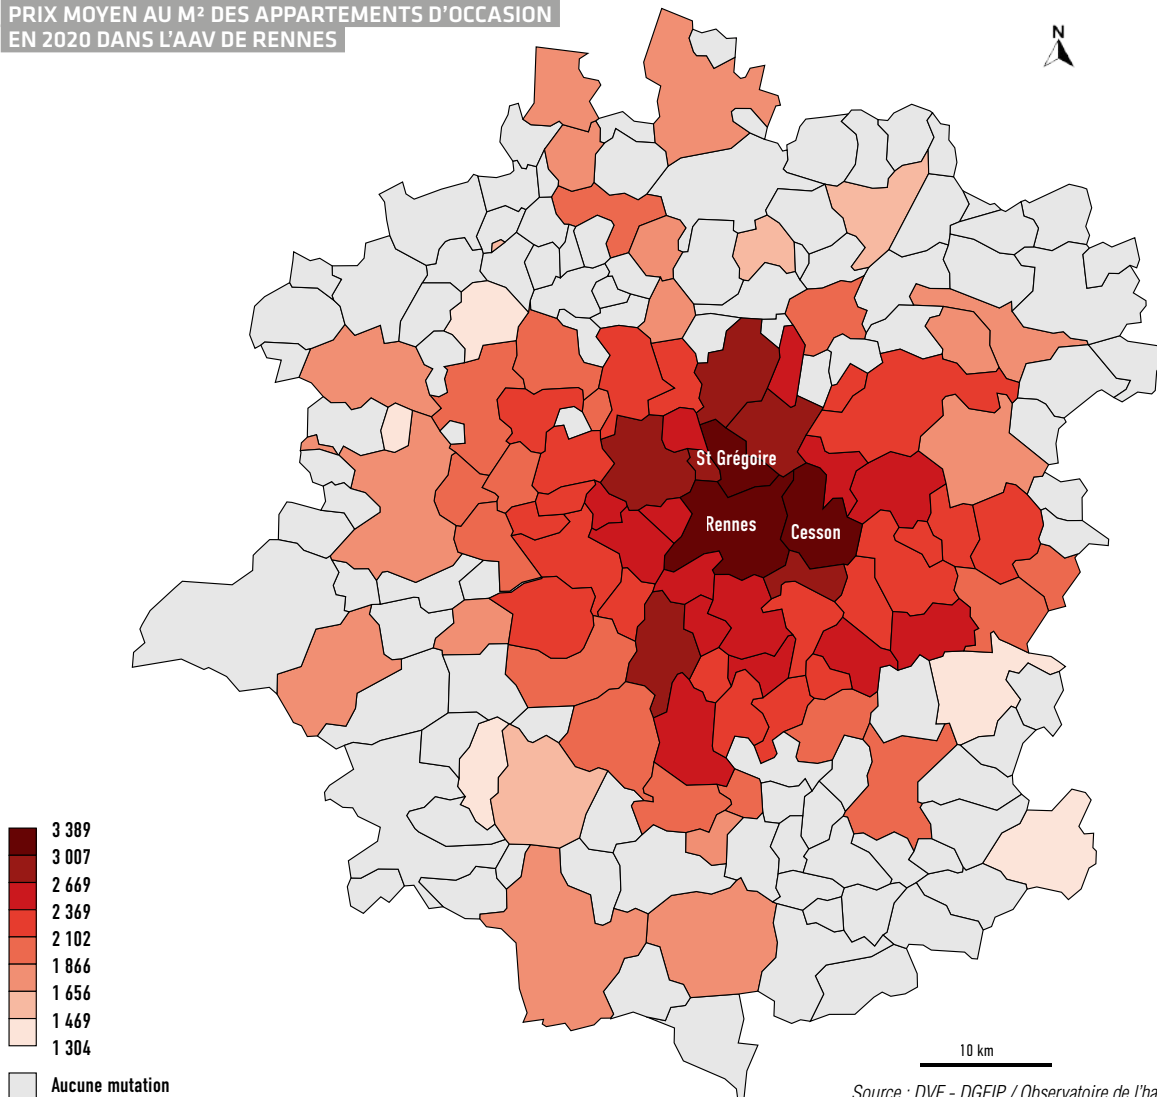 PRIX MOYEN AU M² DES APPARTEMENTS D'OCCASION
EN 2020 DANS L'AAV DE RENNES
N
St Grégoire
Rennes
Cesson
3 389
3 007
2 669
2 369
2 102
1 866
1 656
1 469
1 304
Aucune mutation
10 km
Source : DVF - DGFIP / Observatoire de l'ha